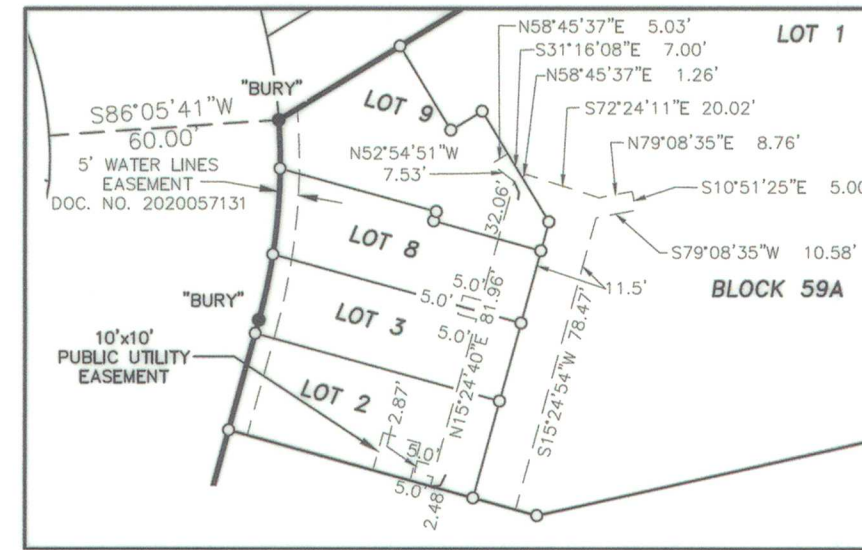 N58°45'37"E 5.03'
S31°16'08"E 7.00'
N58°45'37"E 1.26'
LOT 1
"BURY"
S86°05'41"W
60.00'
LOT 9
S72°24'11"E 20.02'
N52°54'51"W
7.53'
N79°08'35"E 8.76'
5' WATER LINES
EASEMENT
DOC. NO. 2020057131
S10°51'25"E 5.00
32.06'
LOT 8
S79°08'35"W 10.58'
11.5'
BLOCK 59A
5.0'
5.0'
5.0'
81.96'
N15°24'40"E
S15°24'54"W 78.47'
"BURY"
LOT 3
10'x10'
PUBLIC UTILITY
EASEMENT
LOT 2
2.87'
5.0'
5.0'
2.48'